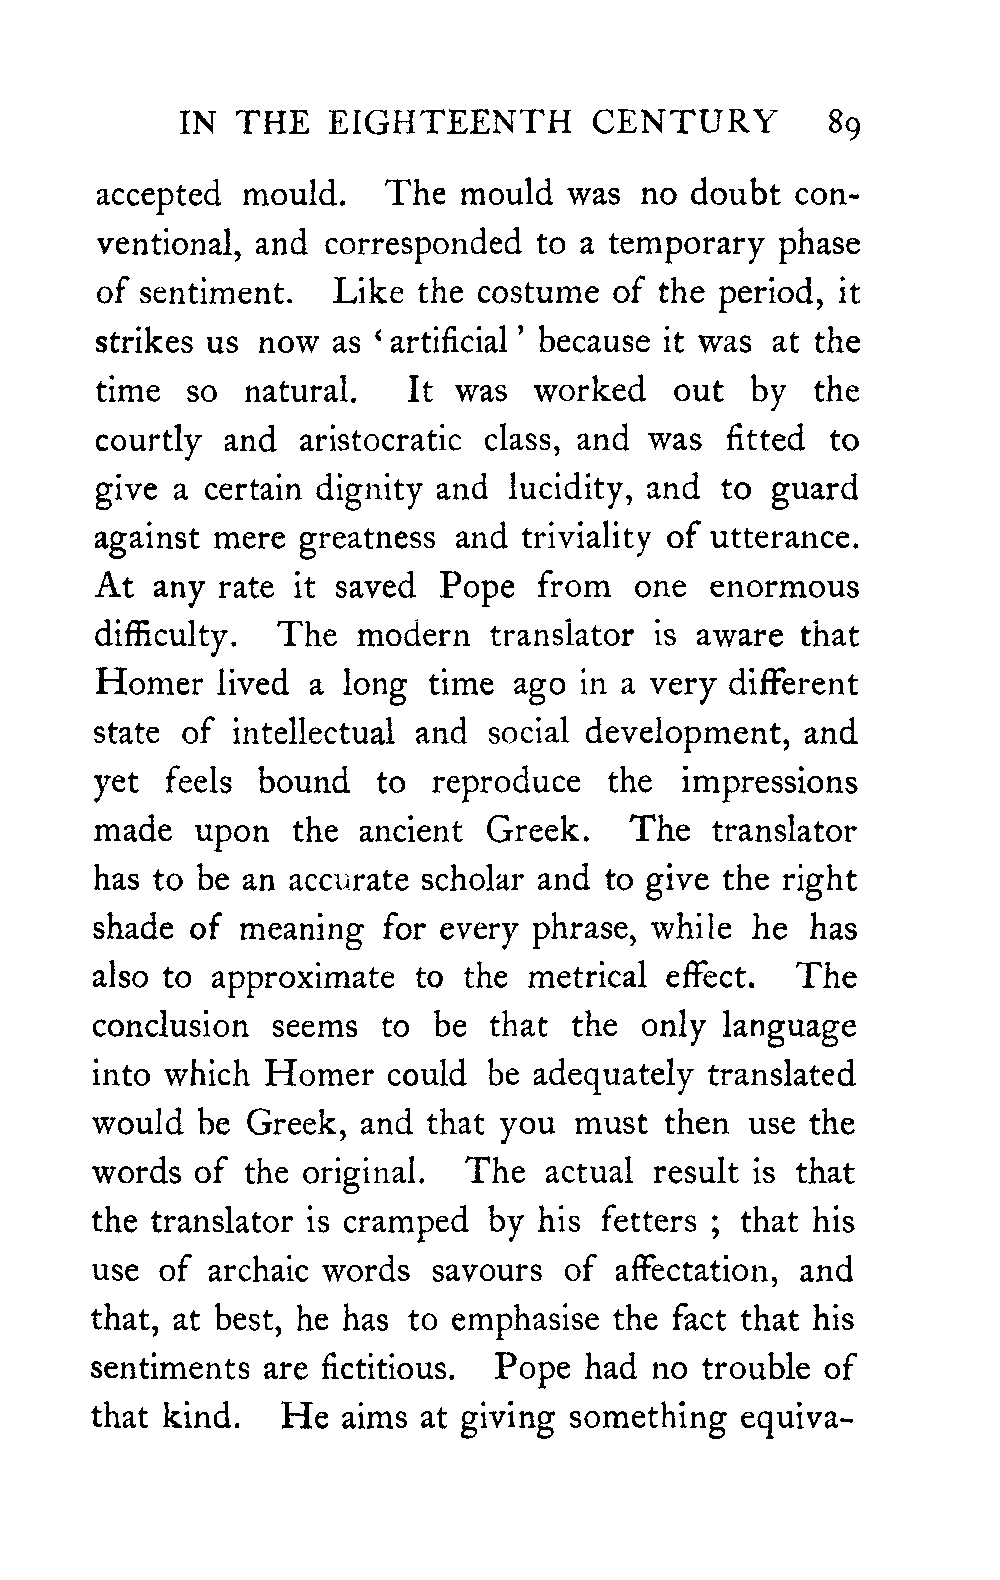 IN THE EIGHTEENTH CENTURY 89
accepted mould. The mould was no doubt con-
ventional, and corresponded to a temporary phase
of sentiment. Like the costume of the period, it
strikes us now as ‘artificial’ because it was at the
time so natural. It was worked out by the
courtly and aristocratic class, and was fitted to
give a certain dignity and lucidity, and to guard
against mere greatness and triviality of utterance.
At any rate it saved Pope from one enormous
difficulty. The modern translator is aware that
Homer lived a long time ago in a very different
state of intellectual and social development, and
yet feels bound to reproduce the impressions
made upon the ancient Greek. The translator
has to be an accurate scholar and to give the right
shade of meaning for every phrase, while he has
also to approximate to the metrical effect. The
conclusion seems to be that the only language
into which Homer could be adequately translated
would be Greek, and that you must then use the
words of the original. The actual result is that
the translator is cramped by his fetters ; that his
use of archaic words savours of affectation, and
that, at best, he has to emphasise the fact that his
sentiments are fictitious. Pope had no trouble of
that kind. He aims at giving something equiva-